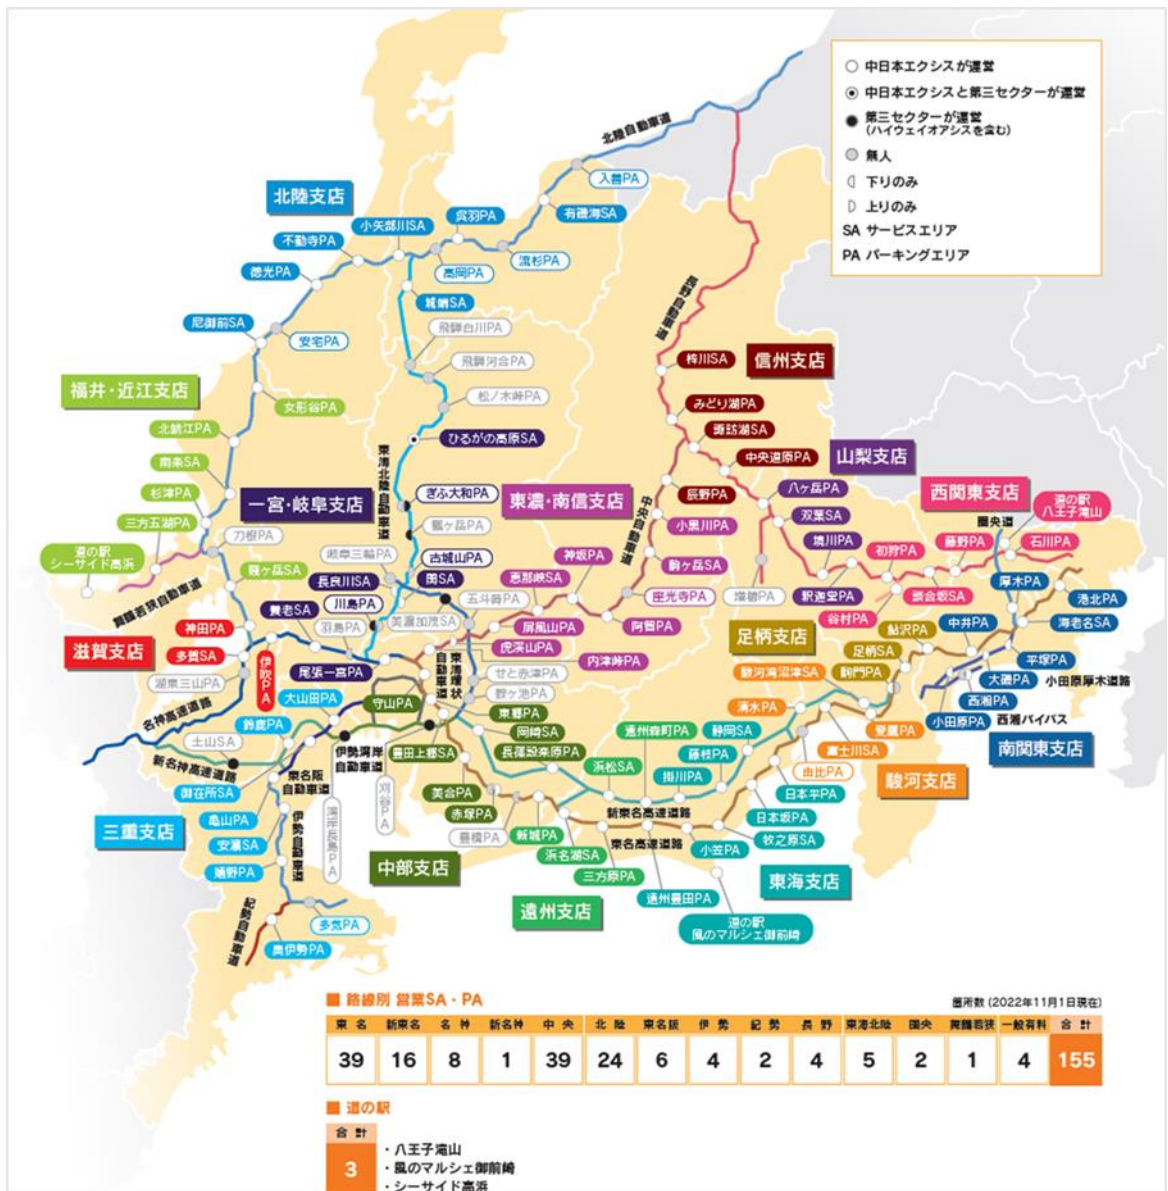 中日本エクシスが運営
中日本エクシスと第三セクターが運営
第三セクターが運営
(ハイウェイオアシスを含む)
無人
下りのみ
上りのみ
SA サービスエリア
PA パーキングエリア
北陸自動車道
入善PA
北陸支店
呉羽PA
有磯海SA
小矢部川SA
不動寺PA
高岡PA
流杉PA
徳光PA
城端SA
長野自動車道
尼御前SA
安宅PA
飛騨白川PA
飛騨河合PA
梓川SA
信州支店
福井・近江支店
女形谷PA
松ノ木峠PA
みどり湖PA
北鯖江PA
ひるがの高原SA
諏訪湖SA
山梨支店
南条SA
東海北陸自動車道
中央道原PA
杉津PA
一宮・岐阜支店
ぎふ大和PA
東濃・南信支店
中央自動車道
辰野PA
八ヶ岳PA
西関東支店
道の駅
八王子滝山
三方五湖PA
瓢ヶ岳PA
小黒川PA
双葉SA
圏央道
刀根PA
岐阜三輪PA
古城山PA
神坂PA
駒ヶ岳SA
境川PA
初狩PA
藤野PA
石川PA
道の駅
シーサイド高浜
賤ヶ岳SA
長良川SA
関SA
恵那峡SA
座光寺PA
増穂PA
釈迦堂PA
談合坂SA
厚木PA
舞鶴若狭自動車道
養老SA
川島PA
五斗蒔PA
谷村PA
港北PA
神田PA
羽島PA
美濃加茂SA
屏風山PA
阿智PA
足柄支店
鮎沢PA
中井PA
海老名SA
滋賀支店
多賀SA
伊吹PA
尾張一宮PA
東海環状
自動車道
虎渓山PA
内津峠PA
足柄SA
平塚PA
湖東三山PA
せと赤津PA
駿河湾沼津SA
駒門PA
大磯PA
小田原厚木道路
名神高速道路
大山田PA
守山PA
鞍ヶ池PA
清水PA
西湘PA
鈴鹿PA
東郷PA
遠州森町PA
静岡SA
愛鷹PA
小田原PA
西湘バイパス
土山SA
伊勢湾岸
自動車道
豊田上郷SA
岡崎SA
藤枝PA
富士川SA
南関東支店
新名神高速道路
東名阪
自動車道
長篠設楽原PA
浜松SA
掛川PA
由比PA
駿河支店
御在所SA
刈谷PA
美合PA
日本平PA
三重支店
亀山PA
湾岸長島PA
赤塚PA
新東名高速道路
日本坂PA
安濃SA
伊勢自動車道
豊橋PA
新城PA
東名高速道路
牧之原SA
嬉野PA
中部支店
浜名湖SA
小笠PA
三方原PA
東海支店
遠州豊田PA
紀勢自動車道
多気PA
遠州支店
道の駅
風のマルシェ御前崎
奥伊勢PA
■ 路線別 営業SA・PA
箇所数 (2022年11月1日現在)
東名 新東名 名神 新名神 中央 北陸 東名阪 伊勢 紀勢 長野 東海北陸 圏央 舞鶴若狭 一般有料 合計
39 16 8 1 39 24 6 4 2 4 5 2 1 4 155
■ 道の駅
合計
3
・八王子滝山
・風のマルシェ御前崎
・シーサイド高浜